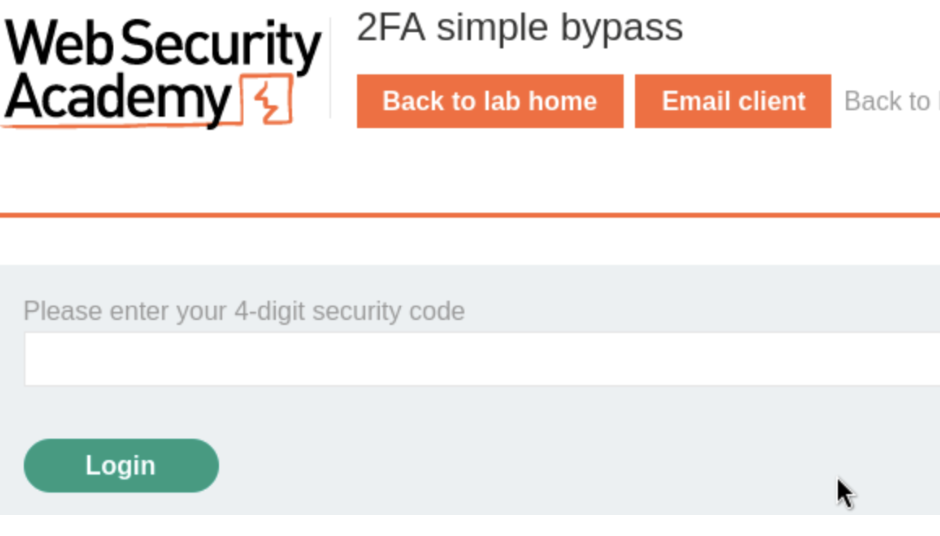 Web Security
Academy
2FA simple bypass
Back to lab home
Email client
Back to
Please enter your 4-digit security code
Login